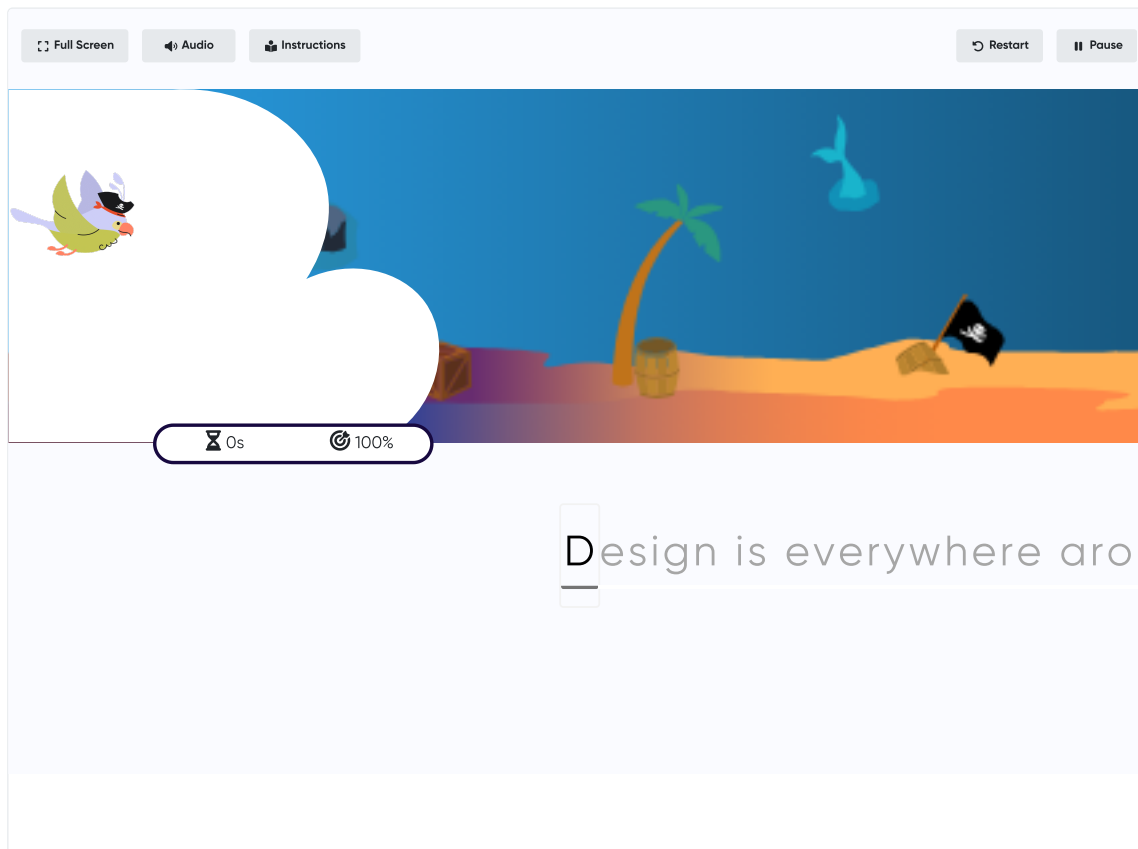 Full Screen Audio Instructions Restart Pause
0s 100%
Design is everywhere aro